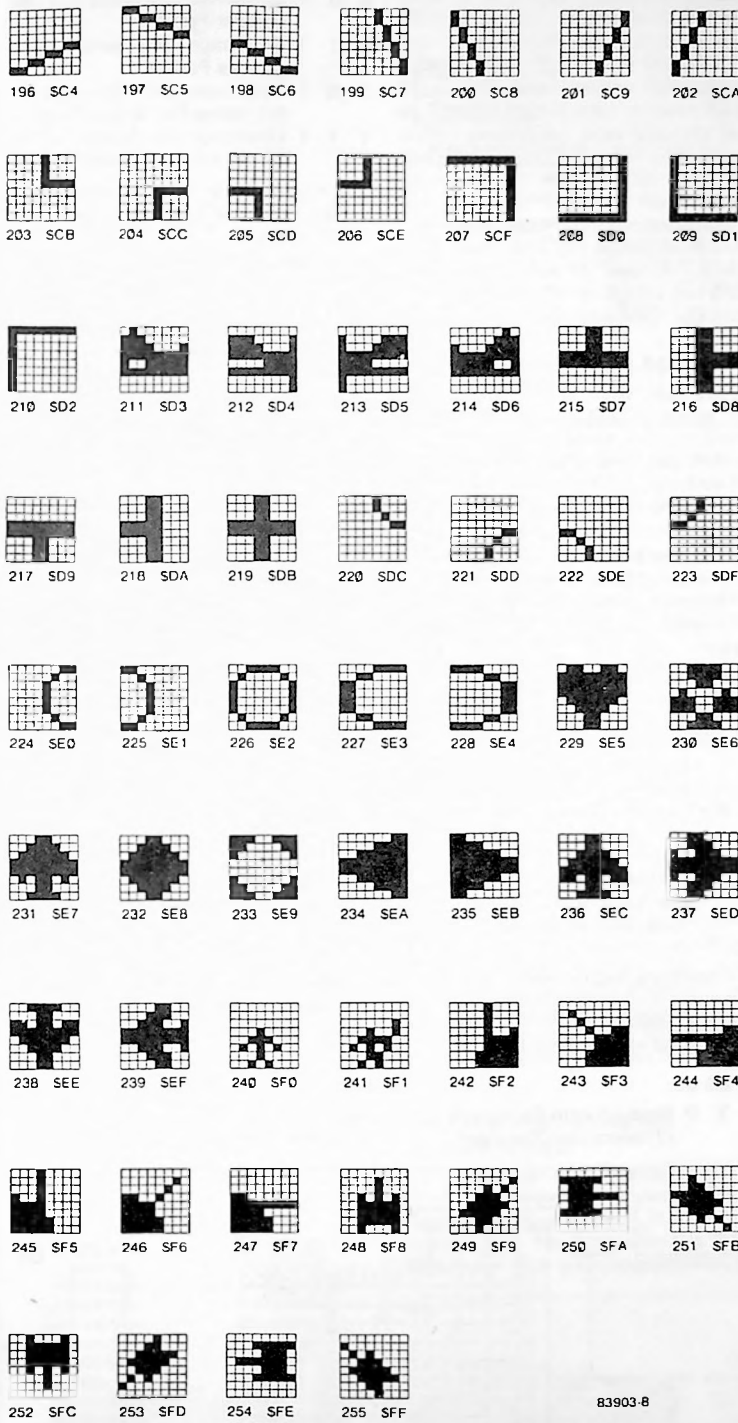 196 SC4 197 SC5 198 SC6 199 SC7 200 SC8 201 SC9 202 SCA
203 SCB 204 SCC 205 SCD 206 SCE 207 SCF 208 SD0 209 SD1
210 SD2 211 SD3 212 SD4 213 SD5 214 SD6 215 SD7 216 SD8
217 SD9 218 SDA 219 SDB 220 SDC 221 SDD 222 SDE 223 SDF
224 SE0 225 SE1 226 SE2 227 SE3 228 SE4 229 SE5 230 SE6
231 SE7 232 SE8 233 SE9 234 SEA 235 SEB 236 SEC 237 SED
238 SEE 239 SEF 240 SF0 241 SF1 242 SF2 243 SF3 244 SF4
245 SF5 246 SF6 247 SF7 248 SF8 249 SF9 250 SFA 251 SFB
252 SFC 253 SFD 254 SFE 255 SFF
83903-8